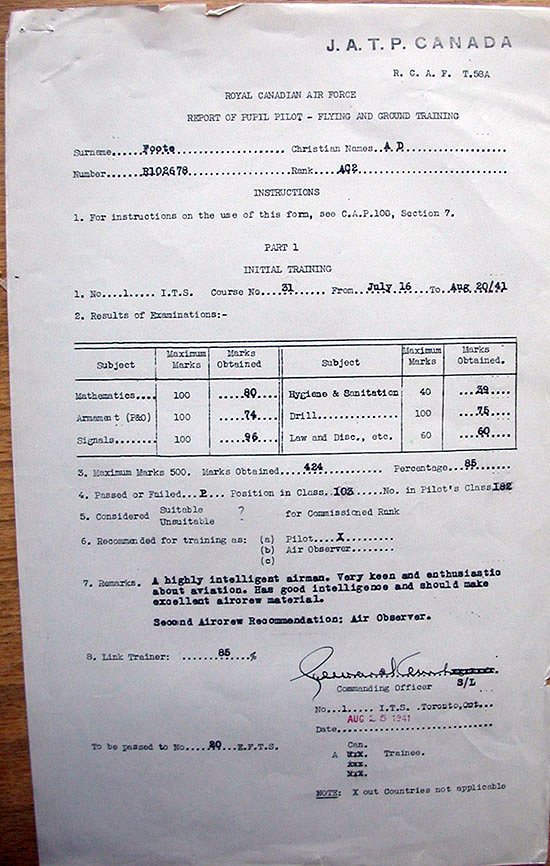 J. A. T. P. CANADA
R. C. A. F. T.58A
ROYAL CANADIAN AIR FORCE
REPORT OF PUPIL PILOT - FLYING AND GROUND TRAINING
Surname.....Foote..................... Christian Names..A D..................
Number.....R102678.................... Rank...AC2..........................
INSTRUCTIONS
1. For instructions on the use of this form, see C.A.P.100, Section 7.
PART 1
INITIAL TRAINING
1. No...1..... I.T.S. Course No...31...... From..July 16...To.Aug 20/41
2. Results of Examinations:-
Subject Maximum Marks Marks Obtained Subject Maximum Marks Marks Obtained.
Mathematics.... 100 ....80.... Hygiene & Sanitation 40 ....39....
Armament (P&O) 100 ....74.... Drill............... 100 ....75....
Signals....... 100 ....96.... Law and Disc., etc. 60 ....60....
3. Maximum Marks 500. Marks Obtained....424........... Percentage..85.......
4. Passed or Failed...P... Position in Class.103.....No. in Pilot's Class182
5. Considered Suitable ? for Commissioned Rank
Unsuitable
6. Recommended for training as: (a) Pilot....X.........
(b) Air Observer........
(c)
7. Remarks. A highly intelligent airman. Very keen and enthusiastic
about aviation. Has good intelligence and should make
excellent aircrew material.
Second Aircrew Recommendation: Air Observer.
8. Link Trainer: ......85....%
Commanding Officer S/L
No...1.... I.T.S. .Toronto,Ont...
AUG 25 1941
Date..............................
To be passed to No...20...E.F.T.S.
Can.
A Trainee.
NOTE: X out Countries not applicable